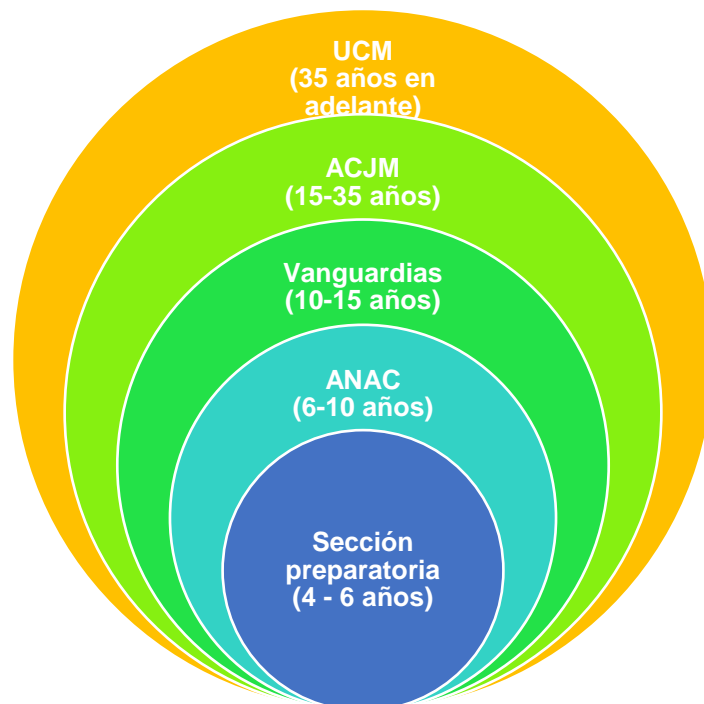 UCM
(35 años en
adelante)
ACJM
(15-35 años)
Vanguardias
(10-15 años)
ANAC
(6-10 años)
Sección
preparatoria
(4 - 6 años)